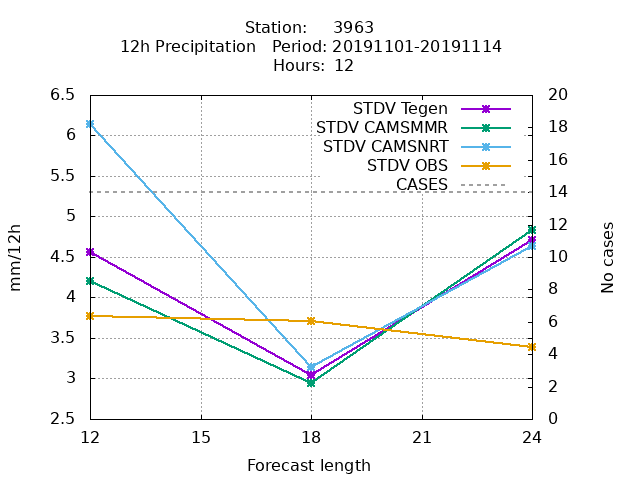 Station: 3963
12h Precipitation Period: 20191101-20191114
Hours: 12
STDV Tegen
STDV CAMSMMR
STDV CAMSNRT
STDV OBS
CASES
6.5
6
5.5
5
4.5
4
3.5
3
2.5
mm/12h
20
18
16
14
12
10
8
6
4
2
0
No cases
12 15 18 21 24
Forecast length